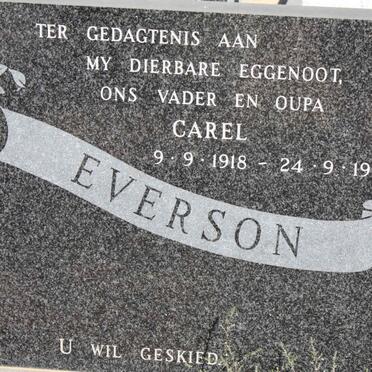 TER GEDAGTENIS AAN
MY DIERBARE EGGENOOT,
ONS VADER EN OUPA
CAREL
9·9·1918 – 24·9·19
EVERSON
U WIL GESKIED.